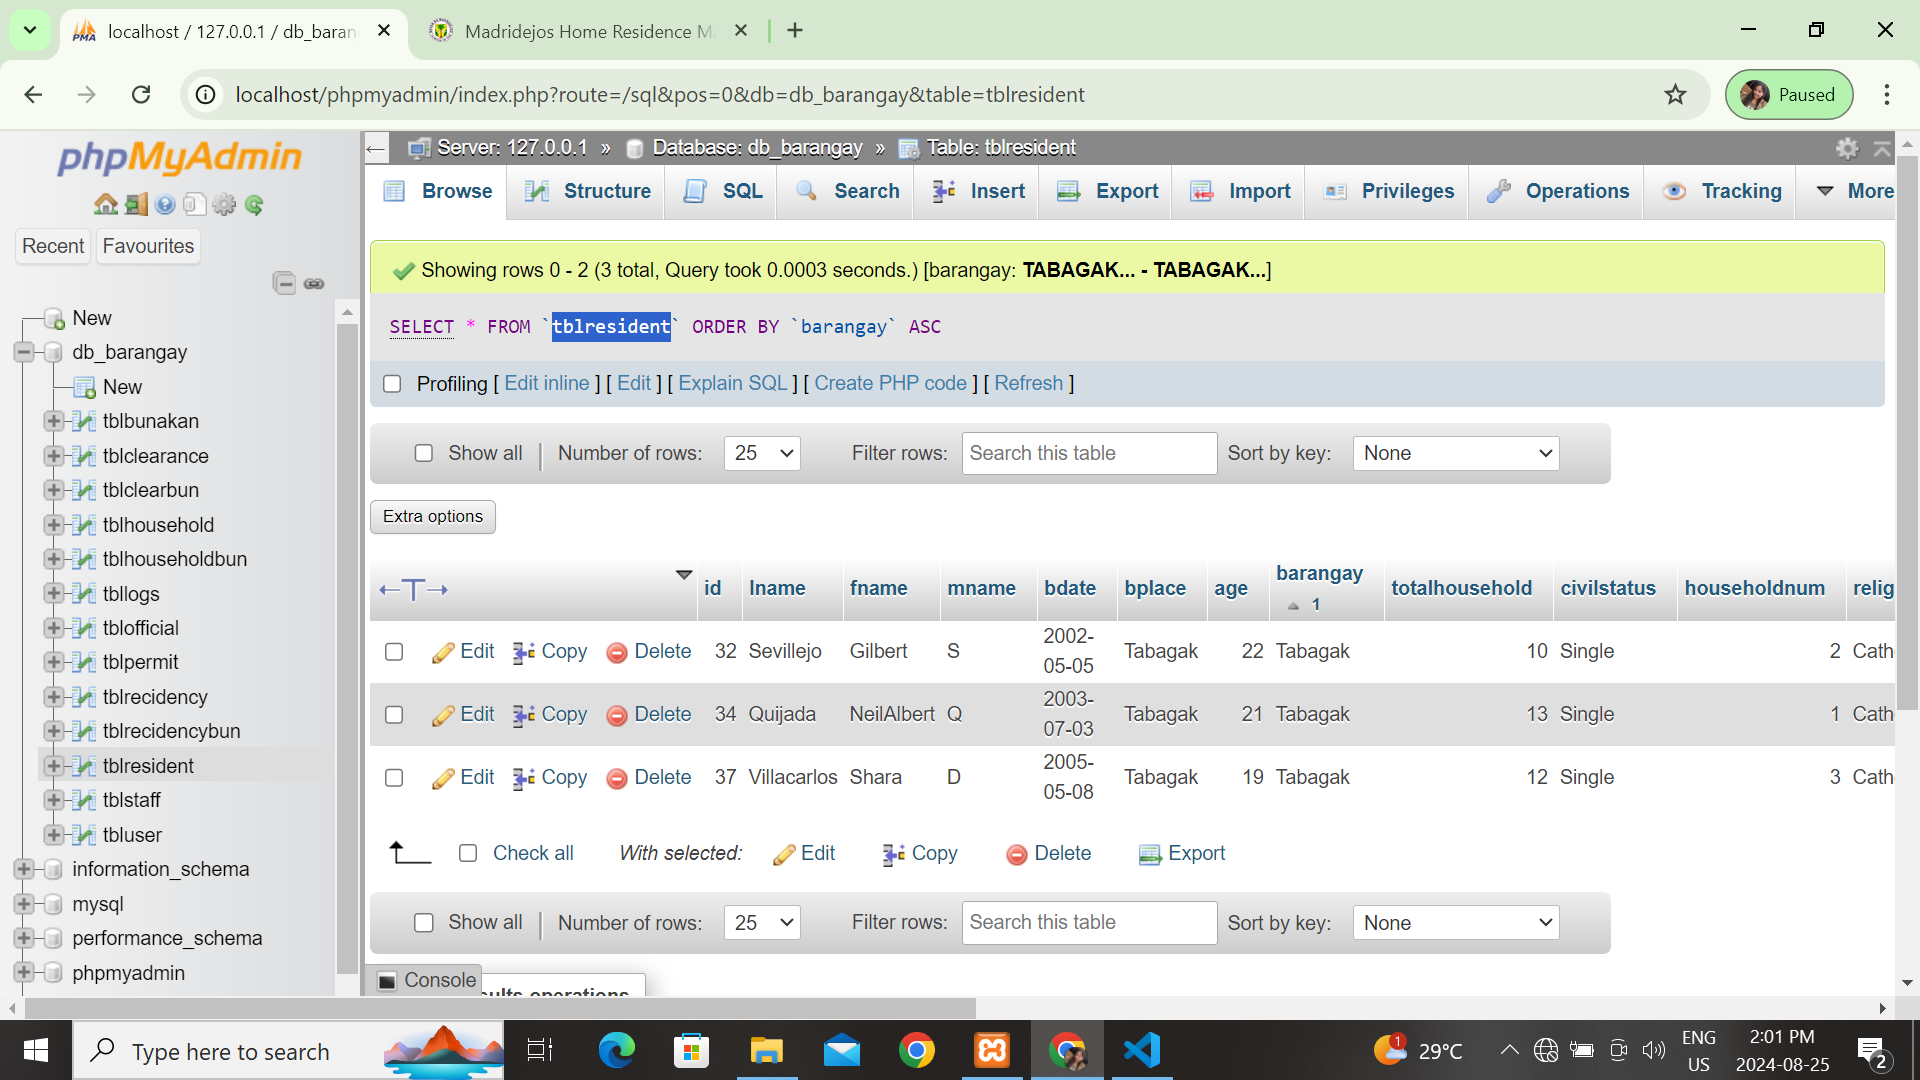 localhost / 127.0.0.1 / db_baran
Madridejos Home Residence M
localhost/phpmyadmin/index.php?route=/sql&pos=0&db=db_barangay&table=tblresident
Paused
phpMyAdmin
Recent Favourites
New
db_barangay
New
tblbunakan
tblclearance
tblclearbun
tblhousehold
tblhouseholdbun
tbllogs
tblofficial
tblpermit
tblrecidency
tblrecidencybun
tblresident
tblstaff
tbluser
information_schema
mysql
performance_schema
phpmyadmin
Server: 127.0.0.1 » Database: db_barangay » Table: tblresident
Browse Structure SQL Search Insert Export Import Privileges Operations Tracking More
Showing rows 0 - 2 (3 total, Query took 0.0003 seconds.) [barangay: TABAGAK... - TABAGAK...]
SELECT * FROM `tblresident` ORDER BY `barangay` ASC
Profiling [ Edit inline ] [ Edit ] [ Explain SQL ] [ Create PHP code ] [ Refresh ]
Show all Number of rows: 25 Filter rows: Search this table Sort by key: None
Extra options
id lname fname mname bdate bplace age barangay 1 totalhousehold civilstatus householdnum relig
Edit Copy Delete 32 Sevillejo Gilbert S 2002-05-05 Tabagak 22 Tabagak 10 Single 2 Cath
Edit Copy Delete 34 Quijada NeilAlbert Q 2003-07-03 Tabagak 21 Tabagak 13 Single 1 Cath
Edit Copy Delete 37 Villacarlos Shara D 2005-05-08 Tabagak 19 Tabagak 12 Single 3 Cath
Check all With selected: Edit Copy Delete Export
Show all Number of rows: 25 Filter rows: Search this table Sort by key: None
Console
sults operations
Type here to search
1
29°C
ENG
US
2:01 PM
2024-08-25
2